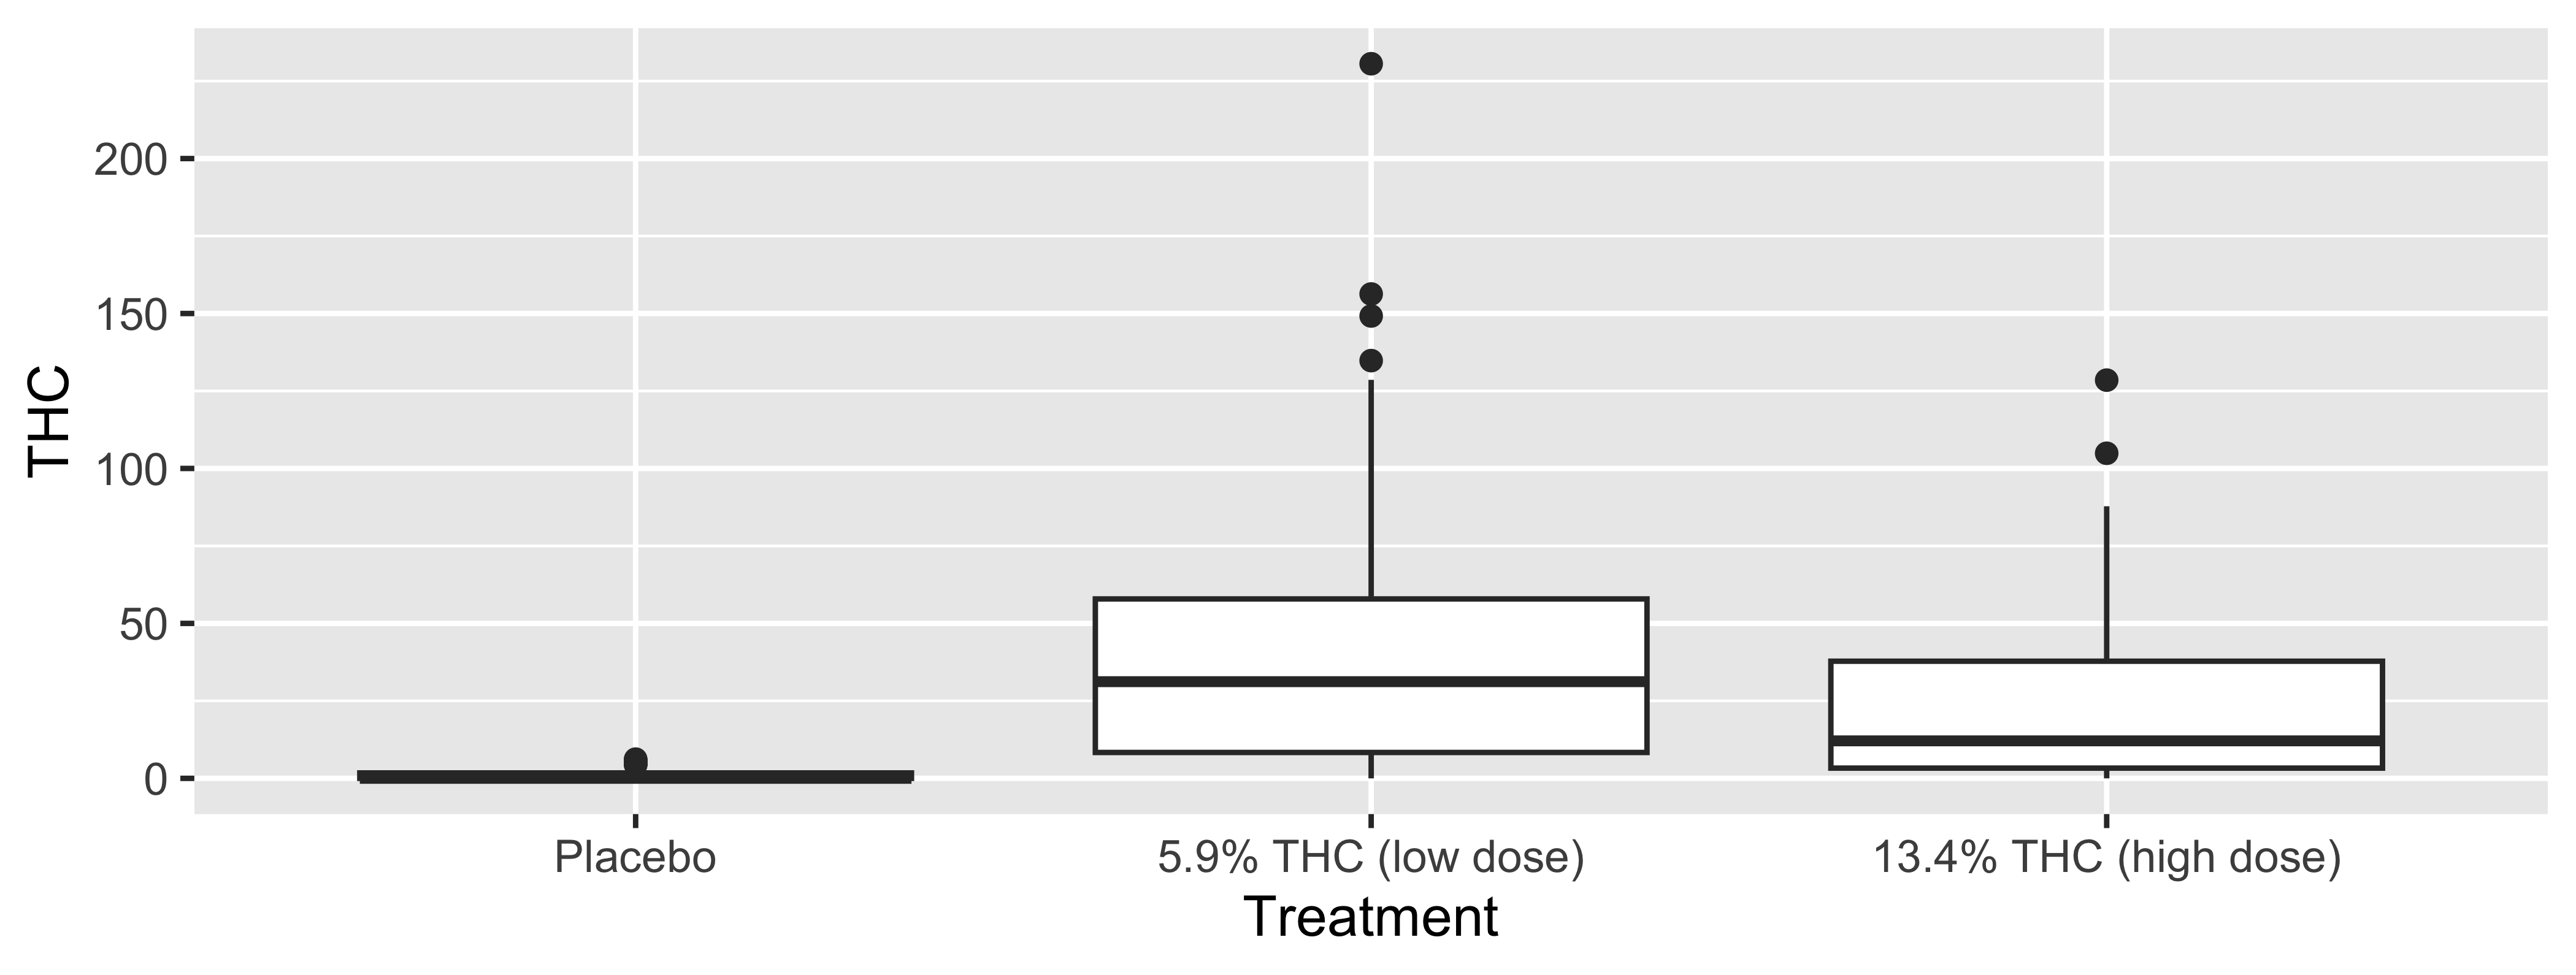 THC
200
150
100
50
0
Placebo
5.9% THC (low dose)
13.4% THC (high dose)
Treatment